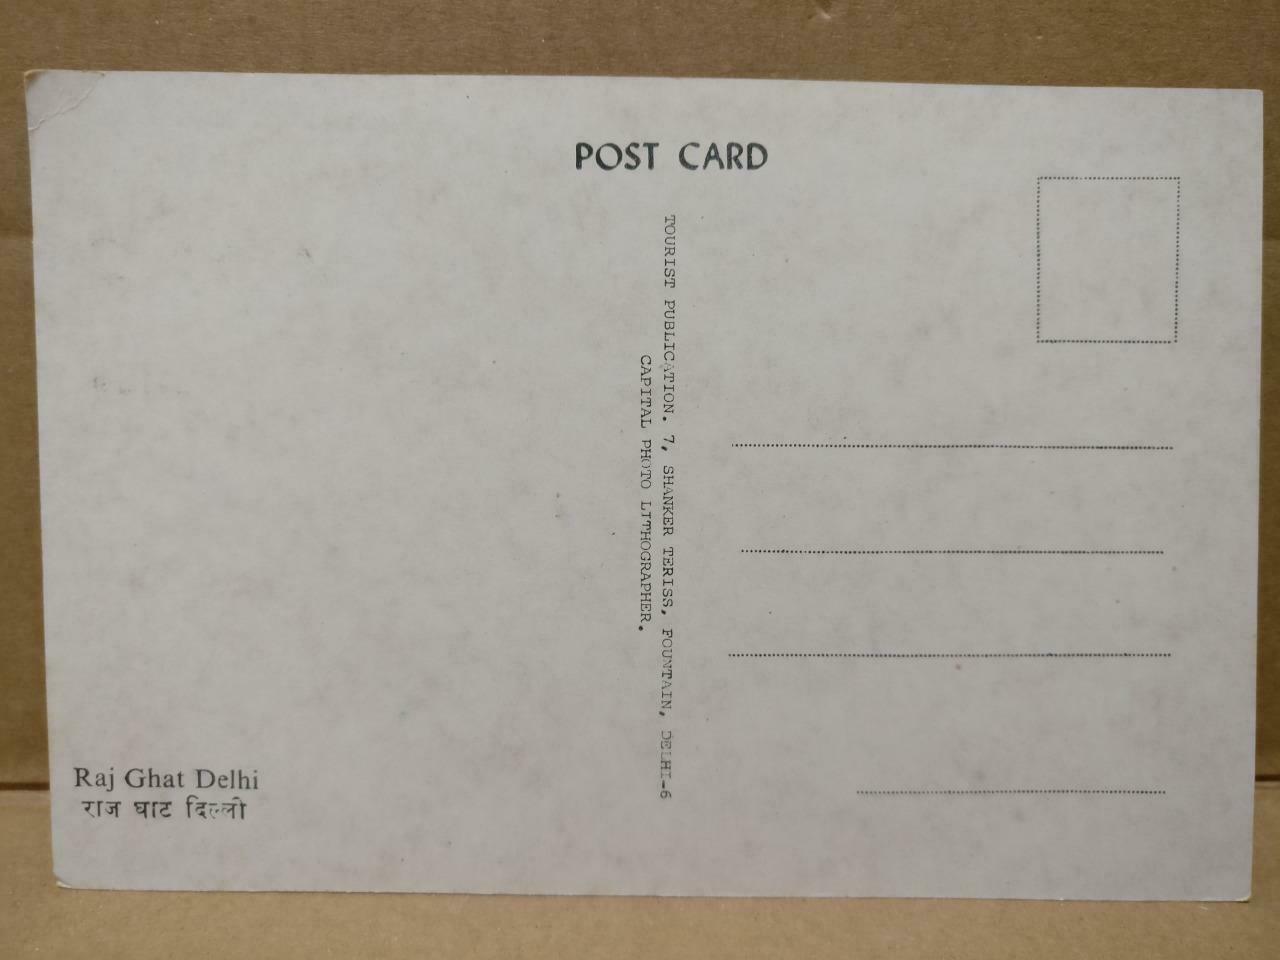 POST CARD
TOURIST PUBLICATION. 7, SHANKER TERISS, FOUNTAIN, DELHI-6
CAPITAL PHOTO LITHOGRAPHER.
Raj Ghat Delhi
राज घाट दिल्ली